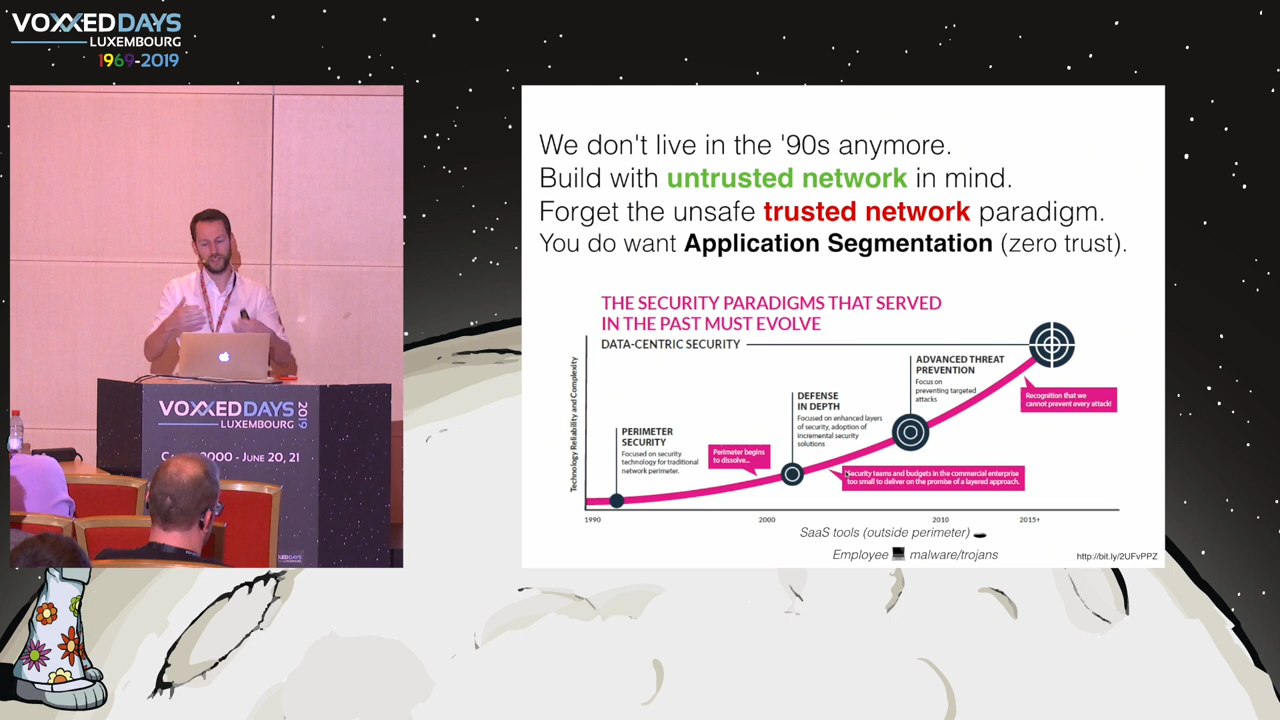 VOXXEDDAYS
LUXEMBOURG
1969-2019
We don't live in the '90s anymore.
Build with untrusted network in mind.
Forget the unsafe trusted network paradigm.
You do want Application Segmentation (zero trust).
THE SECURITY PARADIGMS THAT SERVED
IN THE PAST MUST EVOLVE
DATA-CENTRIC SECURITY
Technology Reliability and Complexity
PERIMETER
SECURITY
Focused on security
technology for traditional
network perimeter.
Perimeter begins
to dissolve...
DEFENSE
IN DEPTH
Focused on enhanced layers
of security, adoption of
incremental security
solutions
Security teams and budgets in the commercial enterprise
too small to deliver on the promise of a layered approach.
ADVANCED THREAT
PREVENTION
Focus on
preventing targeted
attacks
Recognition that we
cannot prevent every attack!
1990
2000
2010
2015+
SaaS tools (outside perimeter)
Employee malware/trojans
http://bit.ly/2UFvPPZ
VOXXEDDAYS
LUXEMBOURG
2019
2000 - JUNE 20, 21